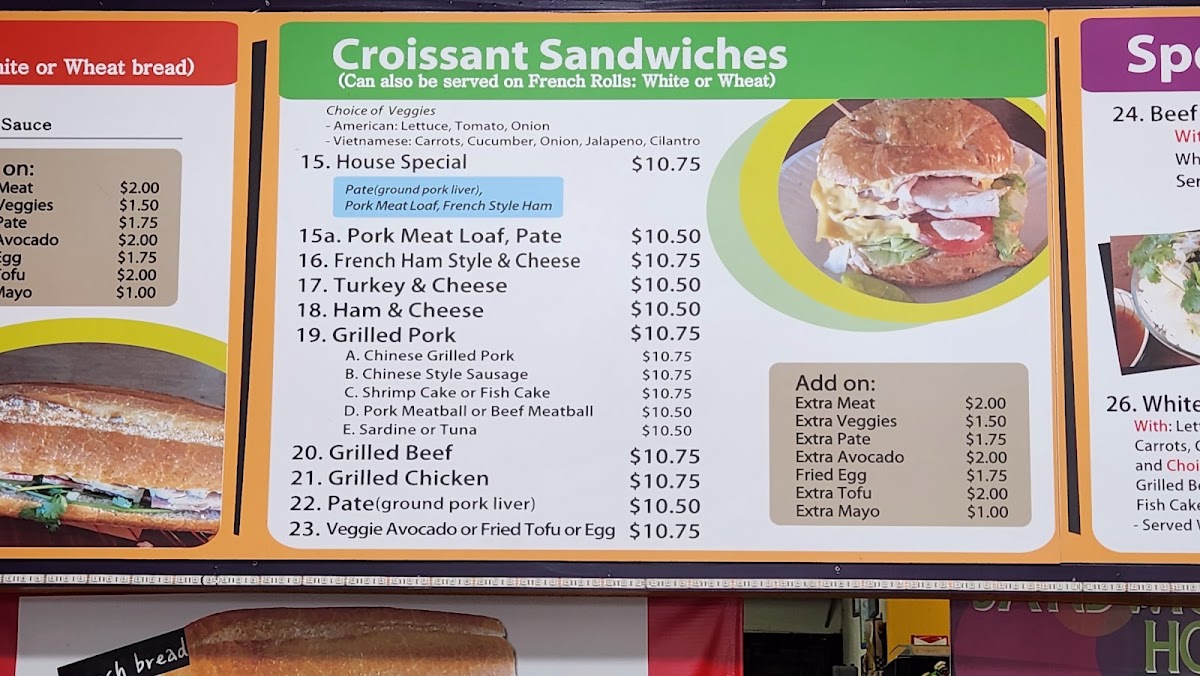 Wheat bread)
Sauce
on:
Meat $2.00
Veggies $1.50
Pate $1.75
Avocado $2.00
Egg $1.75
Tofu $2.00
Mayo $1.00
Croissant Sandwiches
(Can also be served on French Rolls: White or Wheat)
Choice of Veggies
- American: Lettuce, Tomato, Onion
- Vietnamese: Carrots, Cucumber, Onion, Jalapeno, Cilantro
15. House Special $10.75
Pate(ground pork liver),
Pork Meat Loaf, French Style Ham
15a. Pork Meat Loaf, Pate $10.50
16. French Ham Style & Cheese $10.75
17. Turkey & Cheese $10.50
18. Ham & Cheese $10.50
19. Grilled Pork $10.75
A. Chinese Grilled Pork $10.75
B. Chinese Style Sausage $10.75
C. Shrimp Cake or Fish Cake $10.75
D. Pork Meatball or Beef Meatball $10.50
E. Sardine or Tuna $10.50
20. Grilled Beef $10.75
21. Grilled Chicken $10.75
22. Pate(ground pork liver) $10.50
23. Veggie Avocado or Fried Tofu or Egg $10.75
Add on:
Extra Meat $2.00
Extra Veggies $1.50
Extra Pate $1.75
Extra Avocado $2.00
Fried Egg $1.75
Extra Tofu $2.00
Extra Mayo $1.00
24. Beef
26. White
With:
Carrots,
and
Grilled
Fish Cake
- Served
bread